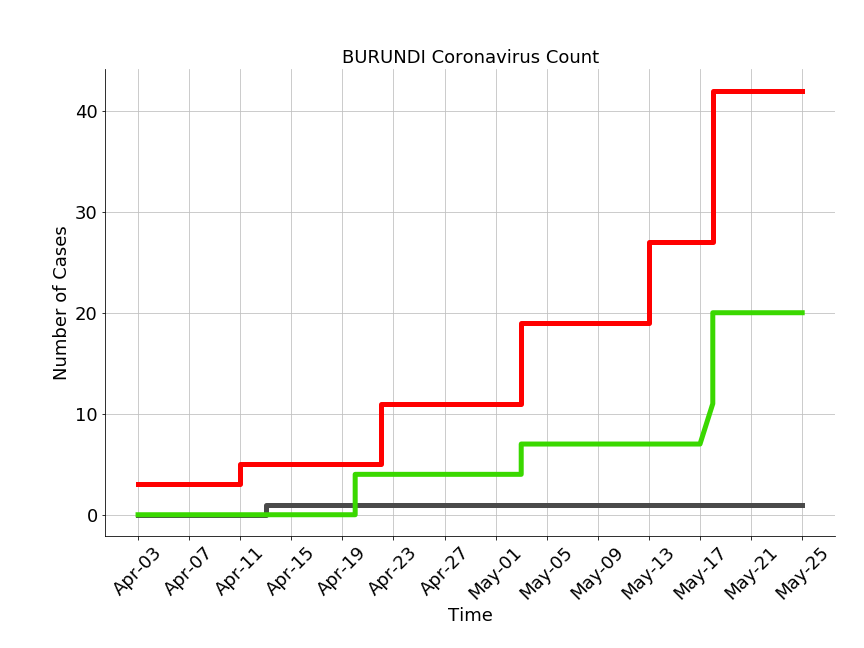 BURUNDI Coronavirus Count
Number of Cases
40
30
20
10
0
Apr-03
Apr-07
Apr-11
Apr-15
Apr-19
Apr-23
Apr-27
May-01
May-05
May-09
May-13
May-17
May-21
May-25
Time